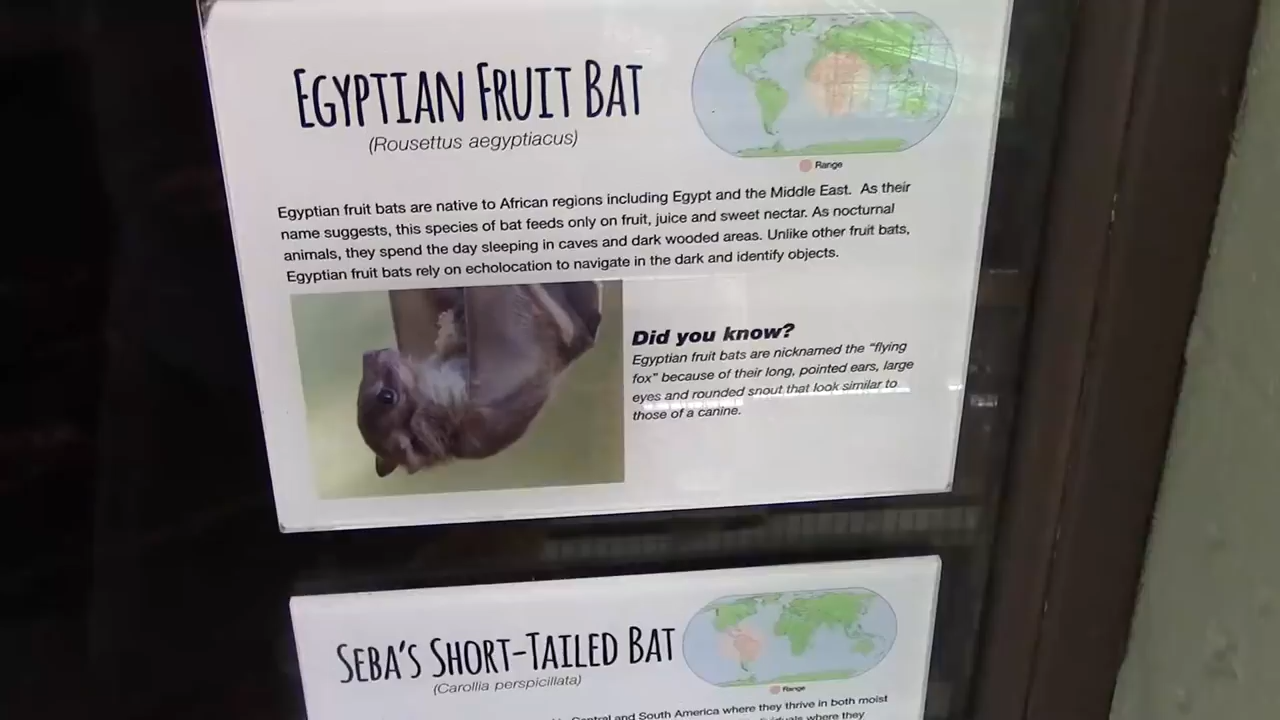 EGYPTIAN FRUIT BAT
(Rousettus aegyptiacus)
Range
Egyptian fruit bats are native to African regions including Egypt and the Middle East. As their
name suggests, this species of bat feeds only on fruit, juice and sweet nectar. As nocturnal
animals, they spend the day sleeping in caves and dark wooded areas. Unlike other fruit bats,
Egyptian fruit bats rely on echolocation to navigate in the dark and identify objects.
Did you know?
Egyptian fruit bats are nicknamed the "flying
fox" because of their long, pointed ears, large
eyes and rounded snout that look similar to
those of a canine.
SEBA'S SHORT-TAILED BAT
(Carollia perspicillata)
Range
Central and South America where they thrive in both moist
where they